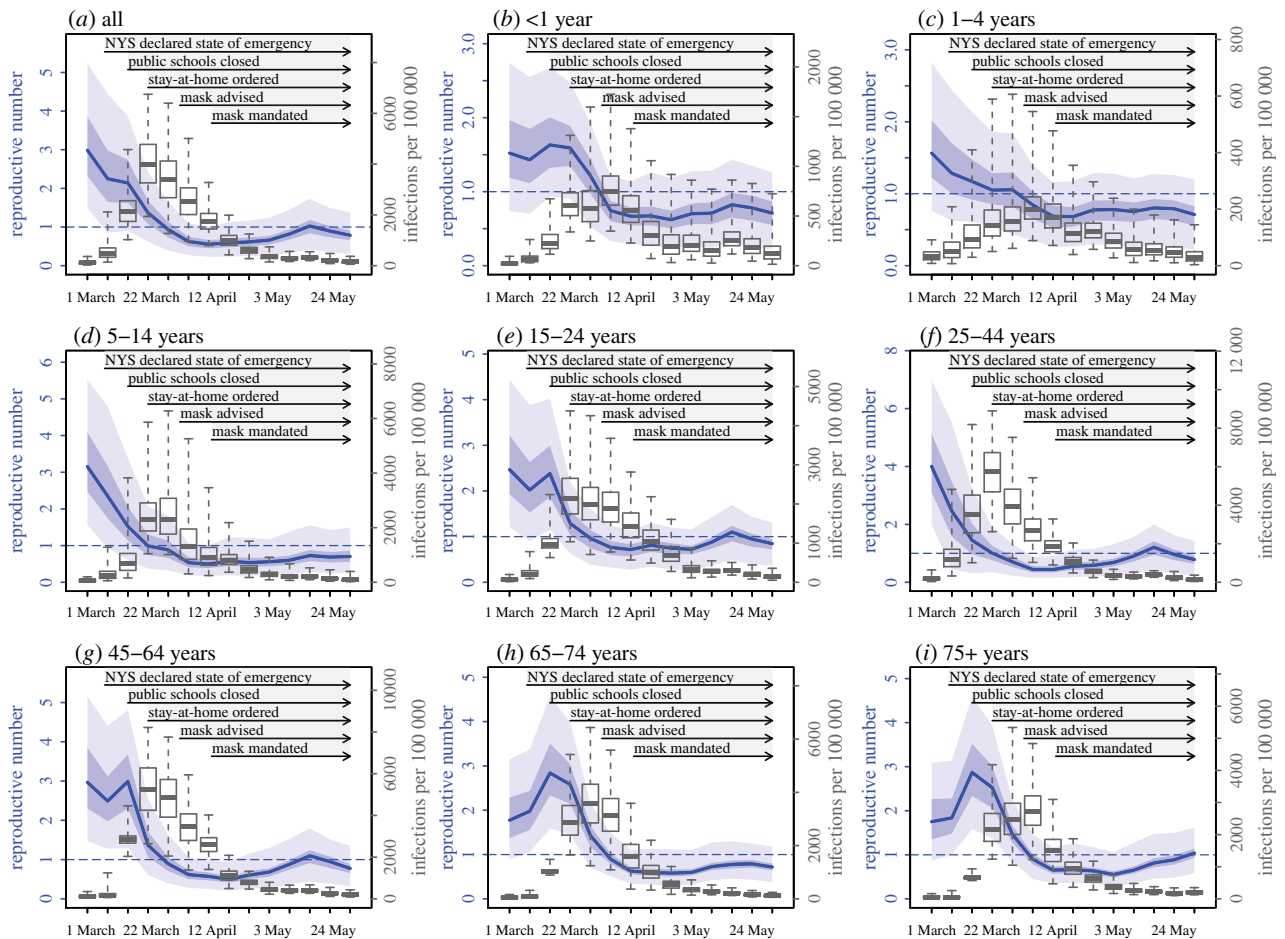 (a) all
NYS declared state of emergency
public schools closed
stay-at-home ordered
mask advised
mask mandated
reproductive number
0 1 2 3 4 5
infections per 100 000
0 2000 6000
1 March 22 March 12 April 3 May 24 May
(b) <1 year
NYS declared state of emergency
public schools closed
stay-at-home ordered
mask advised
mask mandated
reproductive number
0.0 1.0 2.0 3.0
infections per 100 000
0 500 1000 2000
1 March 22 March 12 April 3 May 24 May
(c) 1–4 years
NYS declared state of emergency
public schools closed
stay-at-home ordered
mask advised
mask mandated
reproductive number
0.0 1.0 2.0 3.0
infections per 100 000
0 200 400 600 800
1 March 22 March 12 April 3 May 24 May
(d) 5–14 years
NYS declared state of emergency
public schools closed
stay-at-home ordered
mask advised
mask mandated
reproductive number
0 1 2 3 4 5 6
infections per 100 000
0 2000 4000 6000 8000
1 March 22 March 12 April 3 May 24 May
(e) 15–24 years
NYS declared state of emergency
public schools closed
stay-at-home ordered
mask advised
mask mandated
reproductive number
0 1 2 3 4 5
infections per 100 000
0 1000 3000 5000
1 March 22 March 12 April 3 May 24 May
(f) 25–44 years
NYS declared state of emergency
public schools closed
stay-at-home ordered
mask advised
mask mandated
reproductive number
0 2 4 6 8
infections per 100 000
0 4000 8000 12 000
1 March 22 March 12 April 3 May 24 May
(g) 45–64 years
NYS declared state of emergency
public schools closed
stay-at-home ordered
mask advised
mask mandated
reproductive number
0 1 2 3 4 5
infections per 100 000
0 2000 6000 10000
1 March 22 March 12 April 3 May 24 May
(h) 65–74 years
NYS declared state of emergency
public schools closed
stay-at-home ordered
mask advised
mask mandated
reproductive number
0 1 2 3 4 5
infections per 100 000
0 2000 6000
1 March 22 March 12 April 3 May 24 May
(i) 75+ years
NYS declared state of emergency
public schools closed
stay-at-home ordered
mask advised
mask mandated
reproductive number
0 1 2 3 4 5
infections per 100 000
0 2000 4000 6000
1 March 22 March 12 April 3 May 24 May